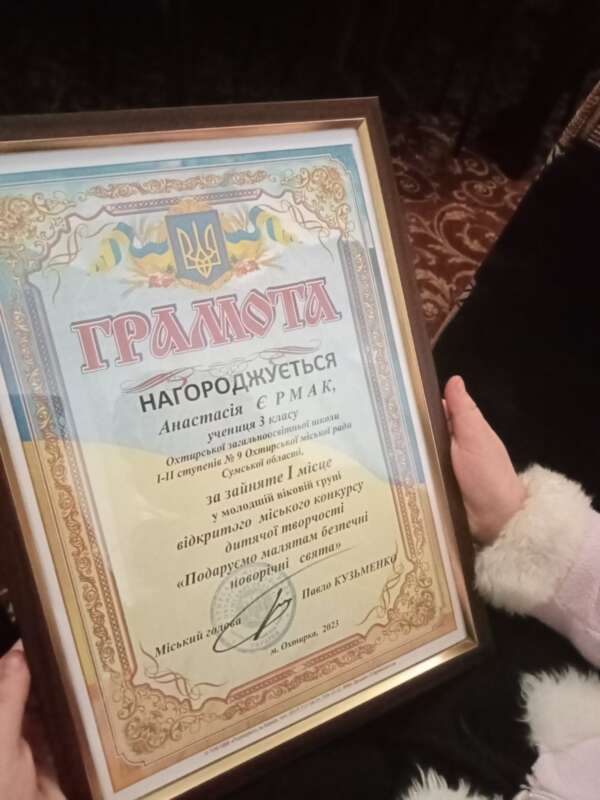 ГРАМОТА
НАГОРОДЖУЄТЬСЯ
Анастасія Є Р М А К,
учениця 3 класу
Охтирської загальноосвітньої школи
І-ІІ ступенів № 9 Охтирської міської ради
Сумської області,
за зайняте І місце
у молодшій віковій групі
відкритого міського конкурсу
дитячої творчості
«Подаруємо малятам безпечні
новорічні свята»
Міський голова Павло КУЗЬМЕНКО
м. Охтирка, 2023